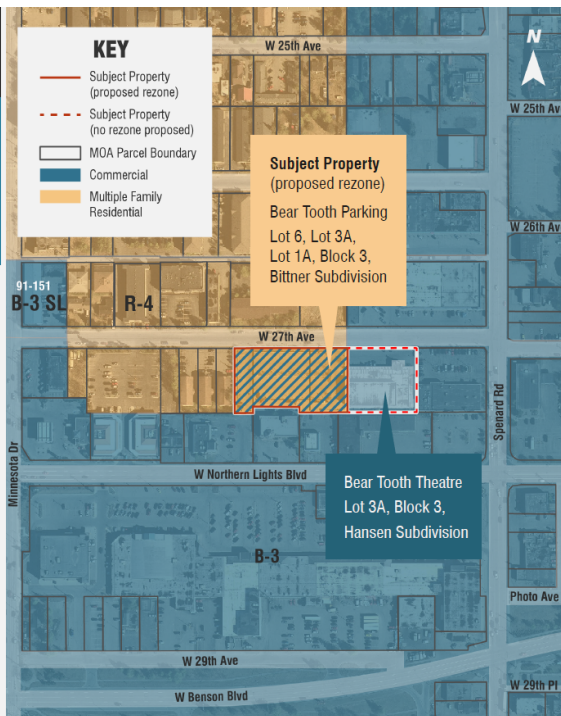 KEY
Subject Property
(proposed rezone)
Subject Property
(no rezone proposed)
MOA Parcel Boundary
Commercial
Multiple Family
Residential
W 25th Ave
N
W 25th Av
W 26th Av
Subject Property
(proposed rezone)
Bear Tooth Parking
Lot 6, Lot 3A,
Lot 1A, Block 3,
Bittner Subdivision
91-151
B-3 SL
R-4
W 27th Ave
Spenard Rd
Minnesota Dr
W Northern Lights Blvd
Bear Tooth Theatre
Lot 3A, Block 3,
Hansen Subdivision
B-3
Photo Ave
W 29th Ave
W 29th Pl
W Benson Blvd